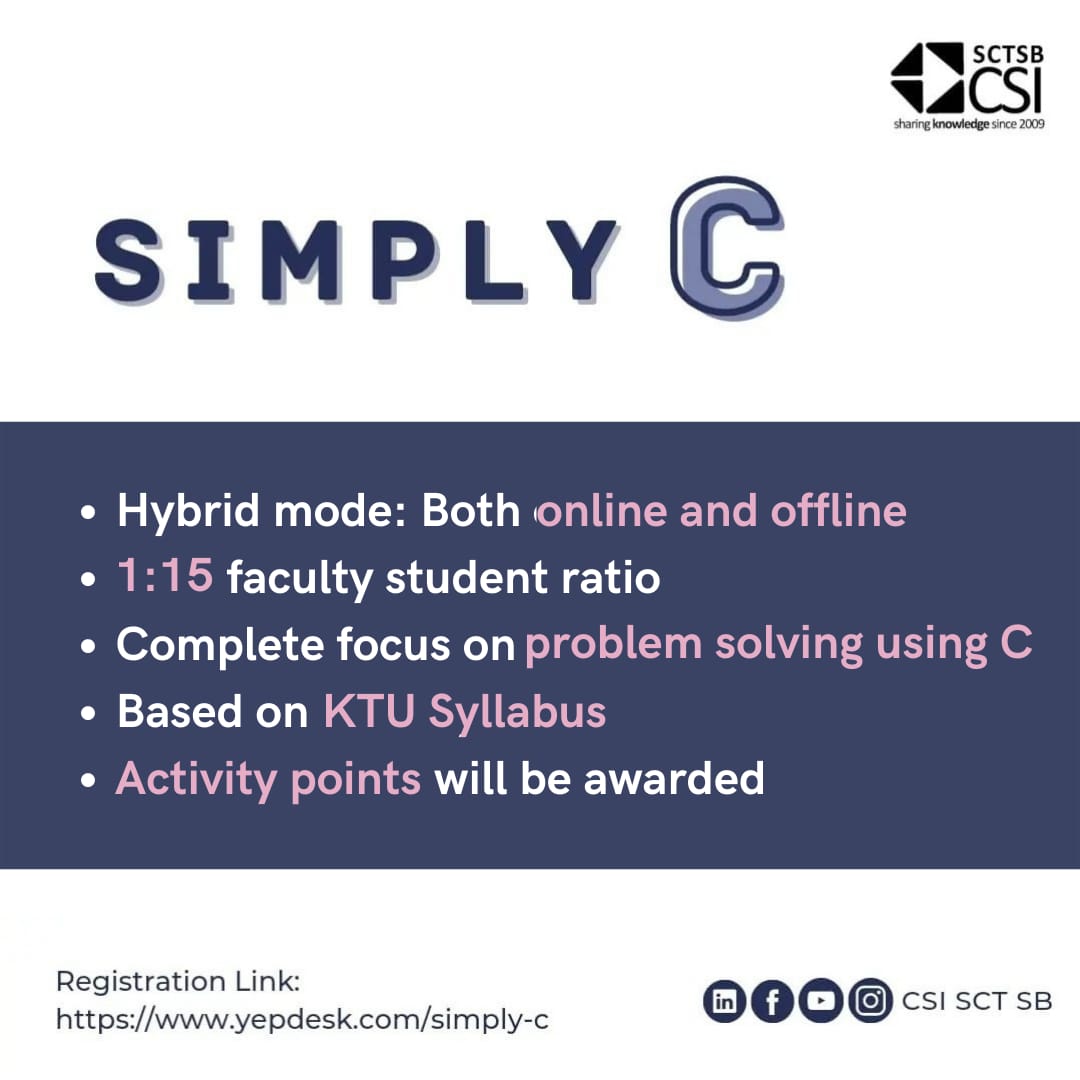 SCTSB
CSI
sharing knowledge since 2009
SIMPLY C
• Hybrid mode: Both online and offline
• 1:15 faculty student ratio
• Complete focus on problem solving using C
• Based on KTU Syllabus
• Activity points will be awarded
Registration Link:
https://www.yepdesk.com/simply-c
in f CSI SCT SB